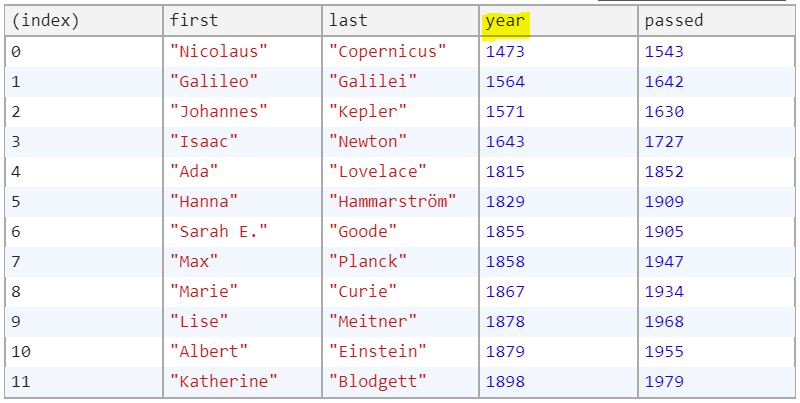 (index) first last year passed
0 "Nicolaus" "Copernicus" 1473 1543
1 "Galileo" "Galilei" 1564 1642
2 "Johannes" "Kepler" 1571 1630
3 "Isaac" "Newton" 1643 1727
4 "Ada" "Lovelace" 1815 1852
5 "Hanna" "Hammarström" 1829 1909
6 "Sarah E." "Goode" 1855 1905
7 "Max" "Planck" 1858 1947
8 "Marie" "Curie" 1867 1934
9 "Lise" "Meitner" 1878 1968
10 "Albert" "Einstein" 1879 1955
11 "Katherine" "Blodgett" 1898 1979